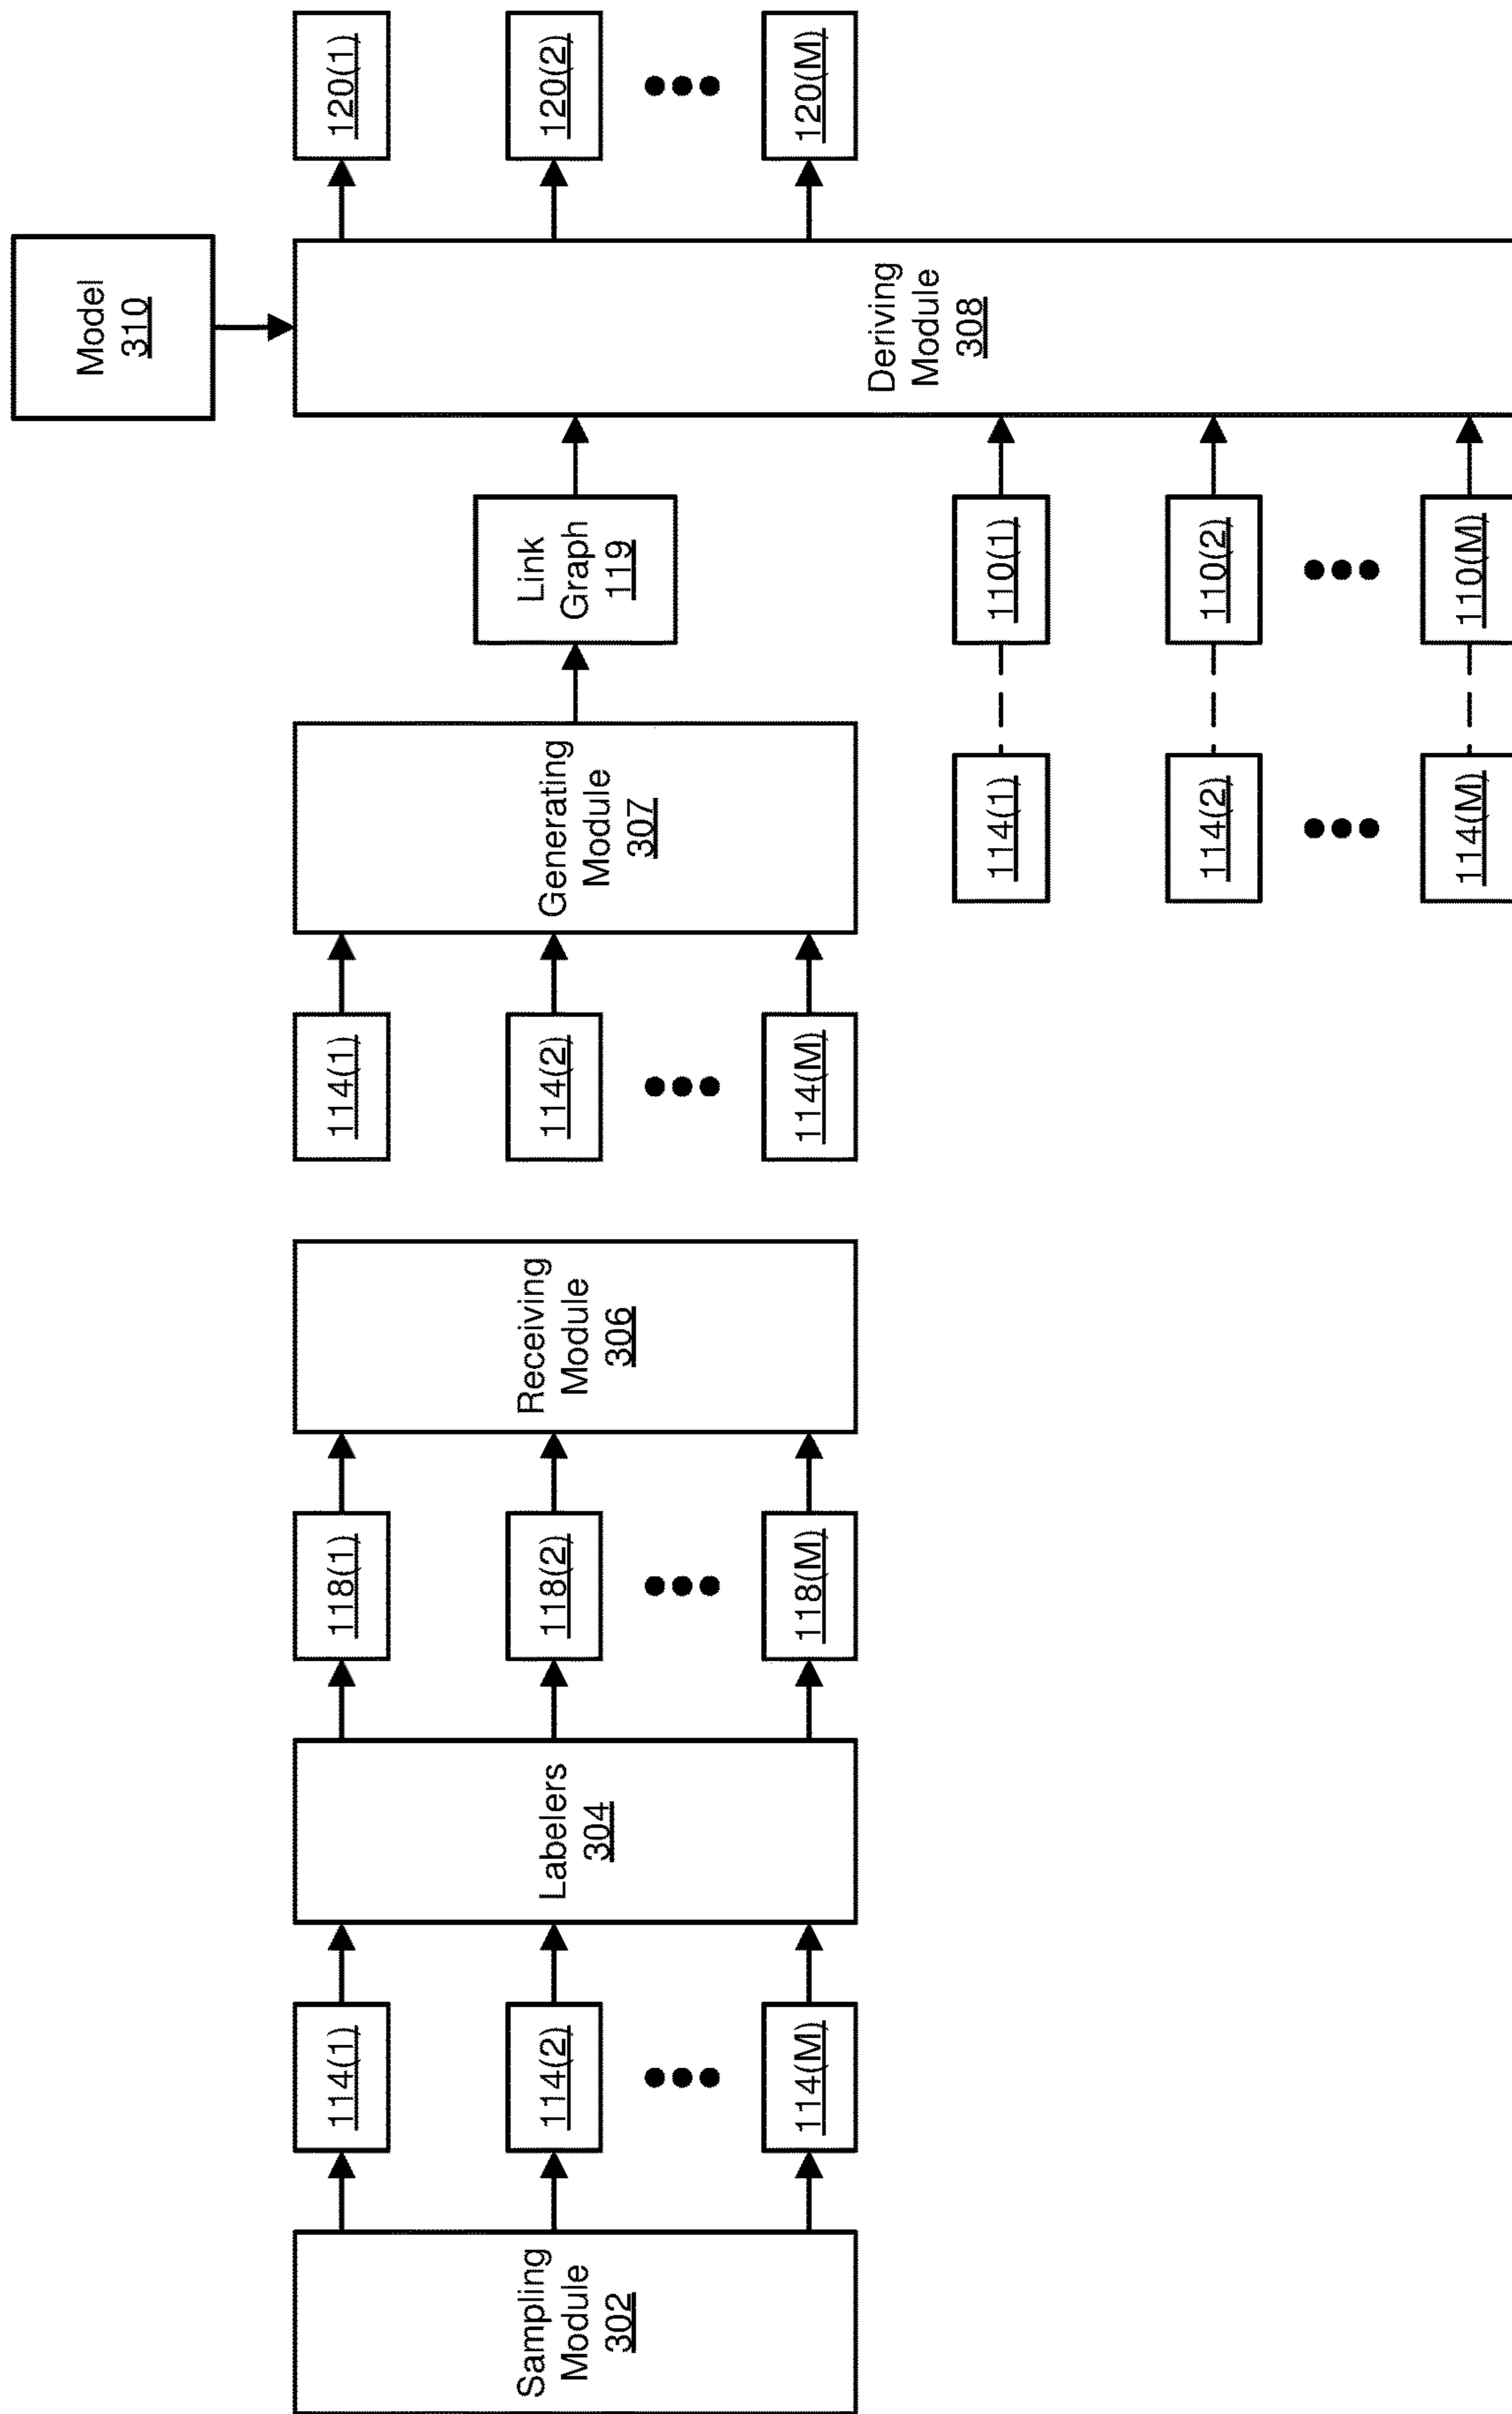 Model
310
Sampling
Module
302
114(1)
114(2)
114(M)
Labelers
304
118(1)
118(2)
118(M)
Receiving
Module
306
114(1)
114(2)
114(M)
Generating
Module
307
Link
Graph
119
114(1)
110(1)
114(2)
110(2)
114(M)
110(M)
Deriving
Module
308
120(1)
120(2)
120(M)